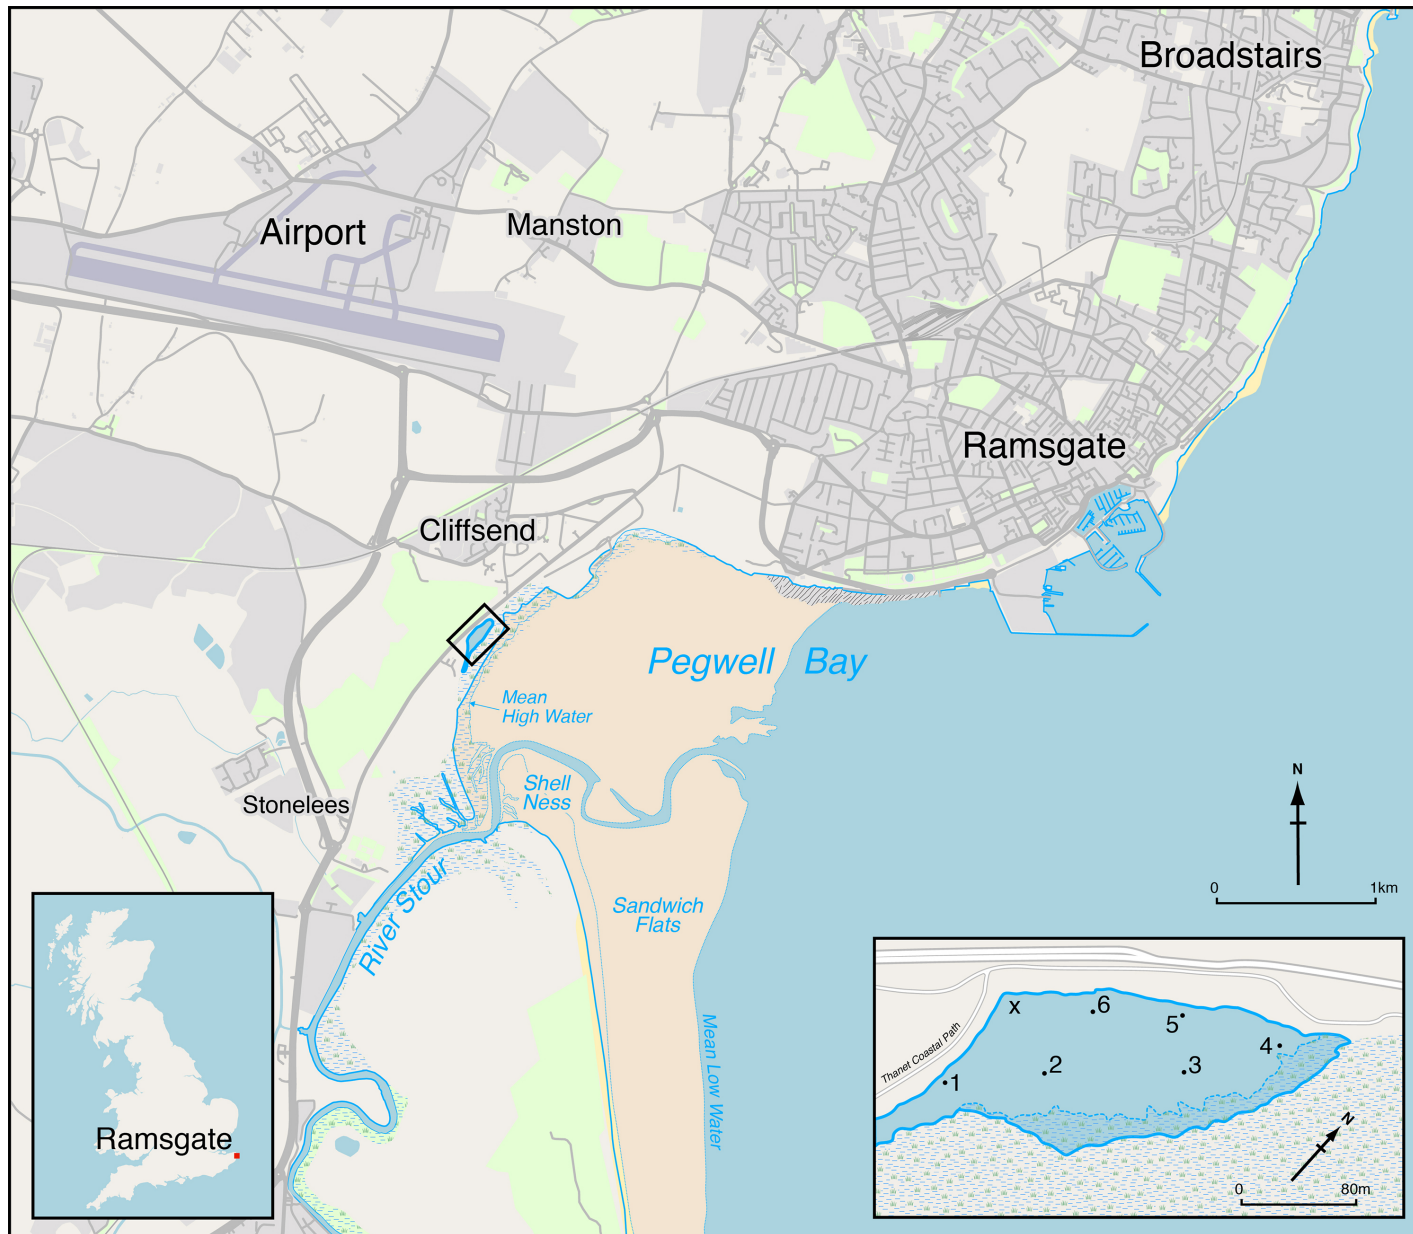 Broadstairs
Airport
Manston
Ramsgate
Cliffsend
Pegwell Bay
Mean
High Water
Shell
Ness
Stonelees
River Stour
Sandwich
Flats
Mean Low Water
N
0 1km
Ramsgate
Thanet Coastal Path
x
6
5
4
2
3
1
N
0 80m